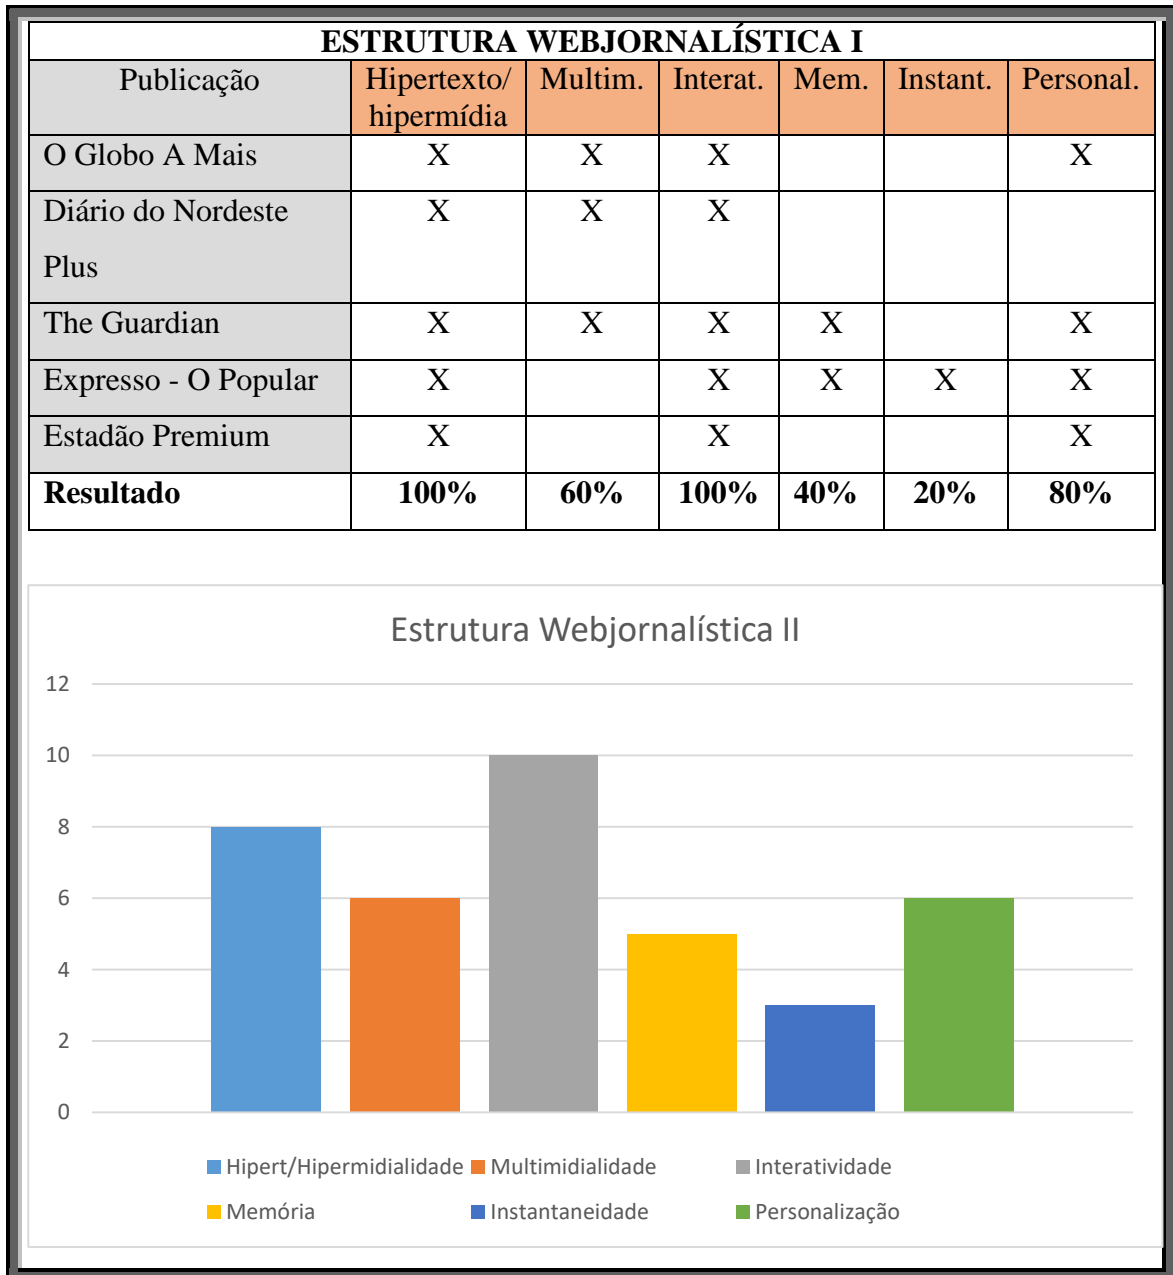 ESTRUTURA WEBJORNALÍSTICA I
Publicação Hipertexto/ Multim. Interat. Mem. Instant. Personal.
hipermídia
O Globo A Mais X X X X
Diário do Nordeste X X X
Plus
The Guardian X X X X X
Expresso - O Popular X X X X X
Estadão Premium X X X
Resultado 100% 60% 100% 40% 20% 80%
Estrutura Webjornalística II
12
10
8
6
4
2
0
Hipert/Hipermidialidade Multimidialidade Interatividade
Memória Instantaneidade Personalização